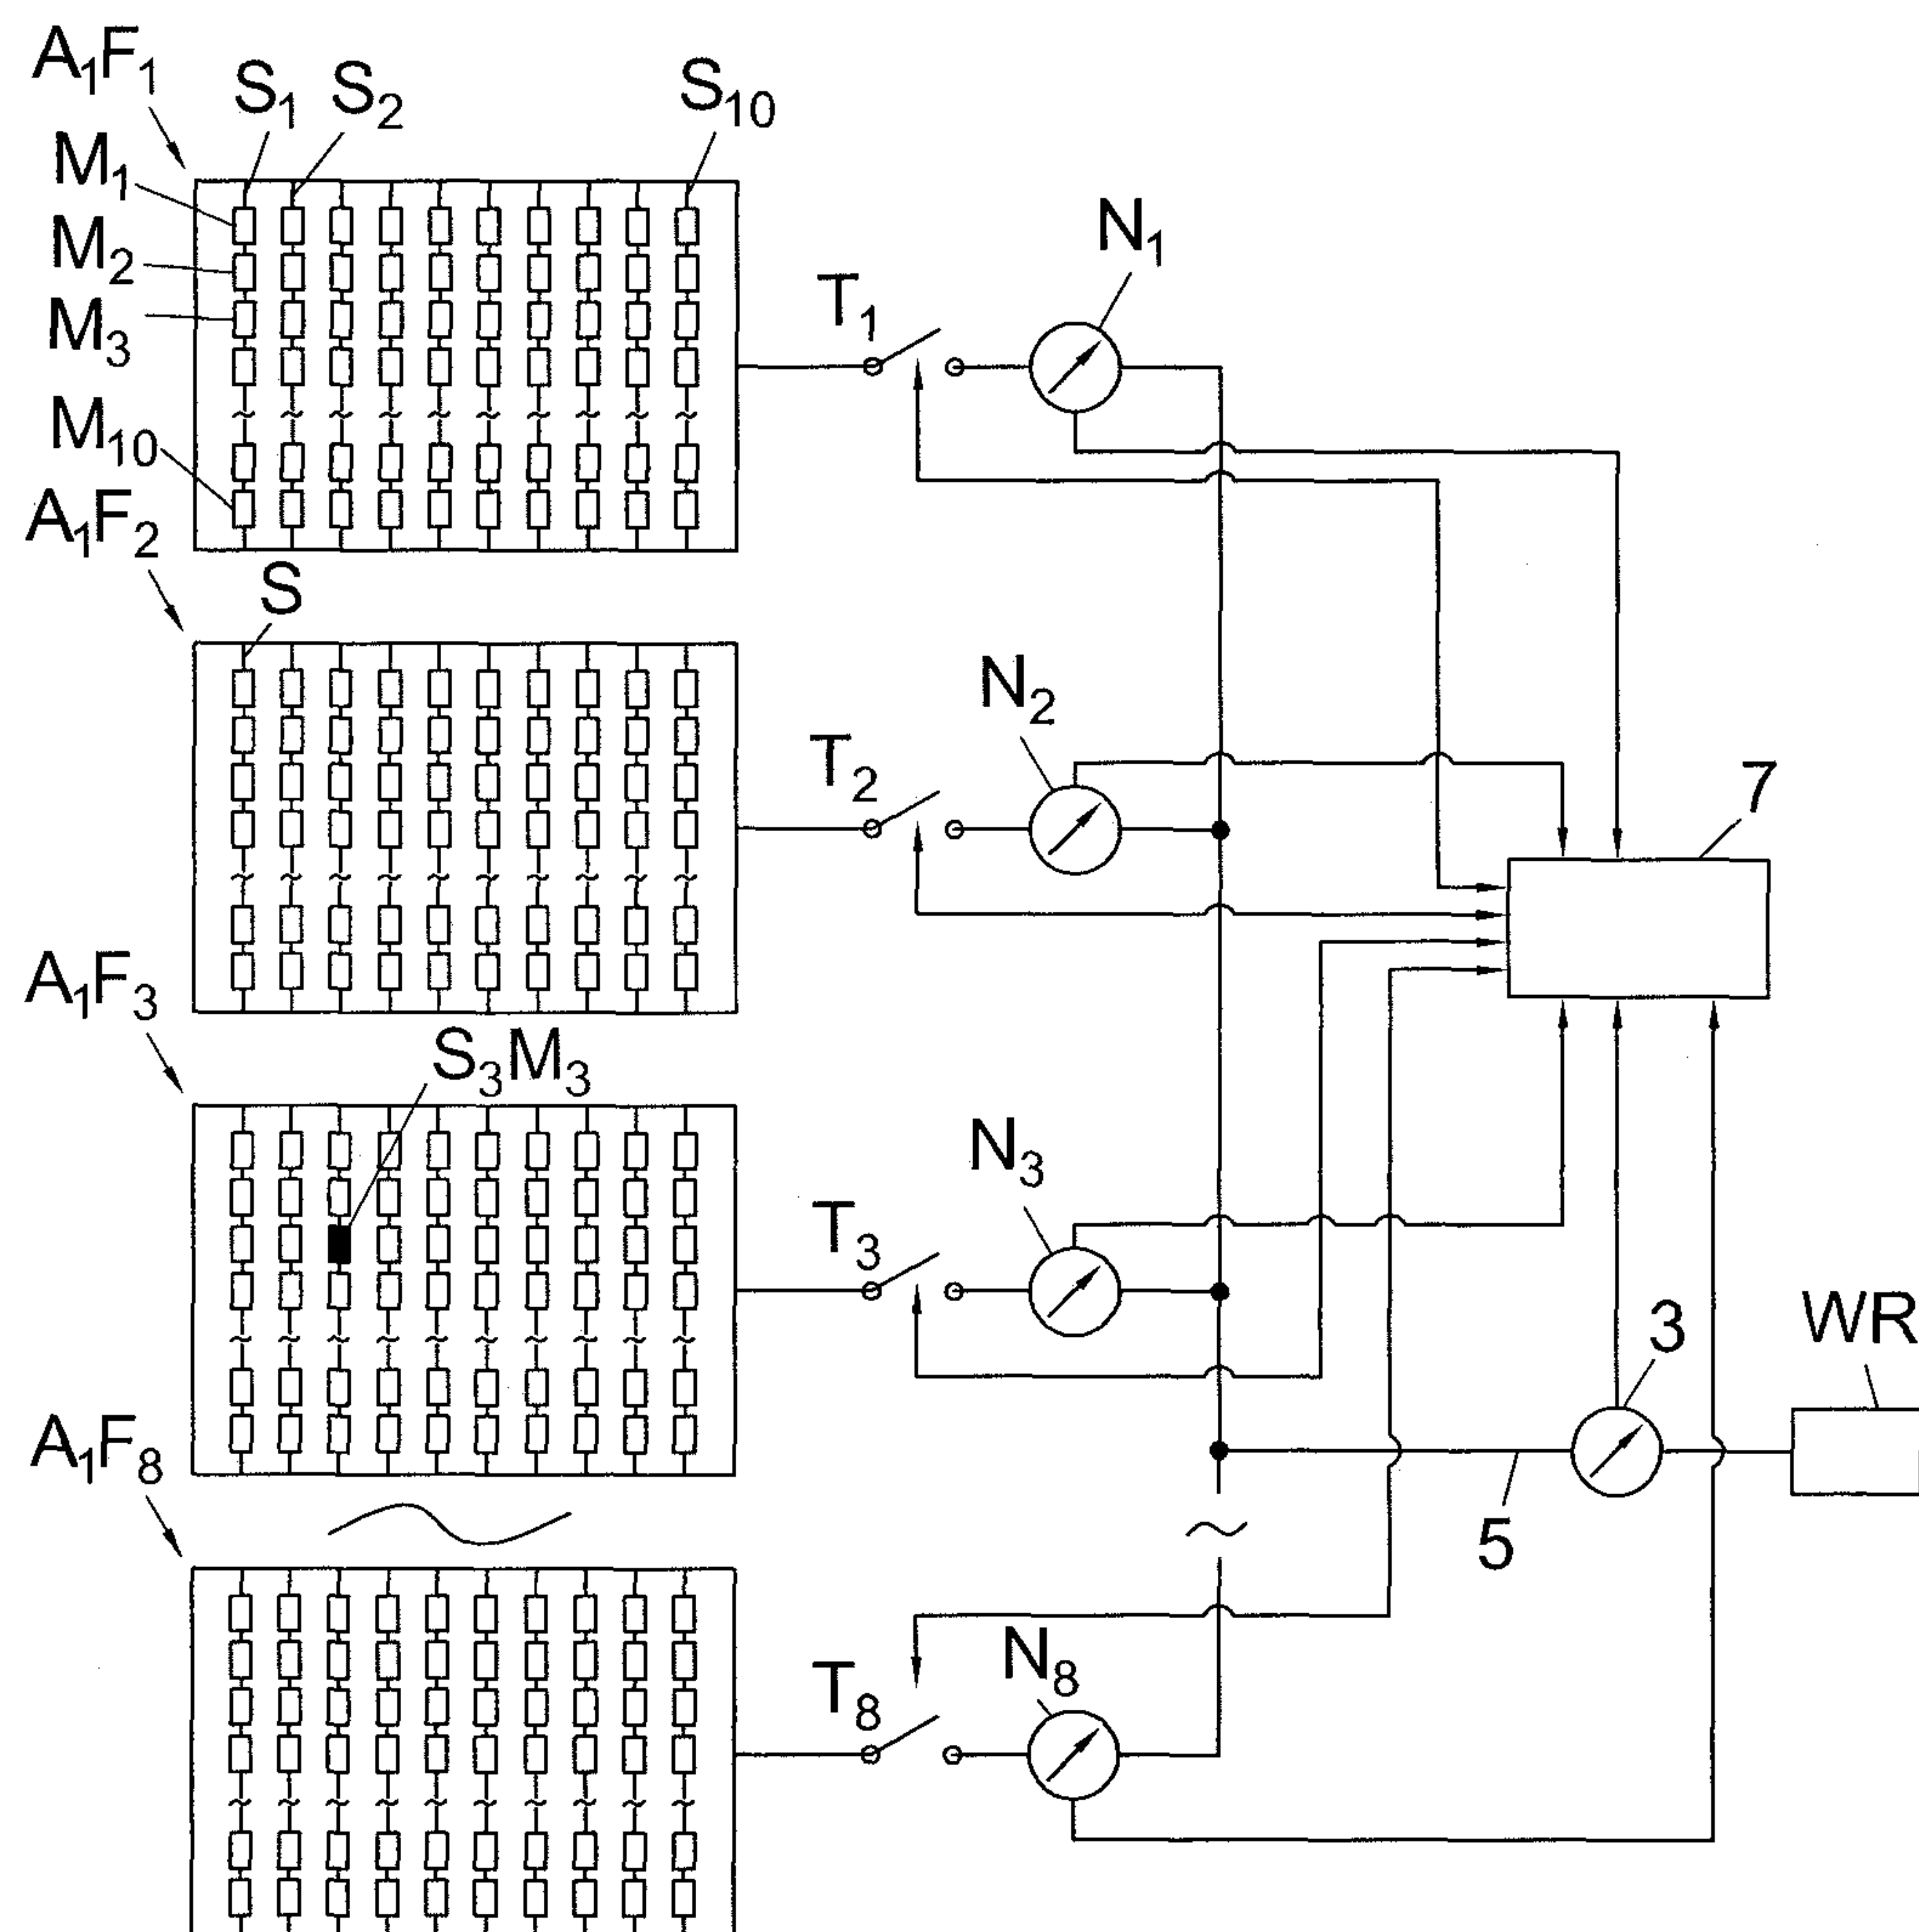 A₁F₁
S₁ S₂ S₁₀
M₁
M₂
M₃
M₁₀
N₁
T₁
A₁F₂
S
N₂
T₂
7
A₁F₃
S₃M₃
N₃
T₃
3
WR
A₁F₈
5
N₈
T₈